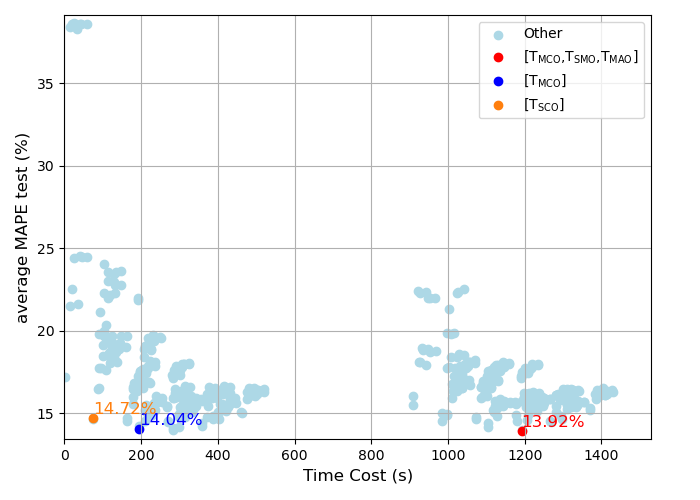 average MAPE test (%)
35
30
25
20
15
0 200 400 600 800 1000 1200 1400
Time Cost (s)
Other
[T_MCO,T_SMO,T_MAO]
[T_MCO]
[T_SCO]
14.72%
14.04%
13.92%